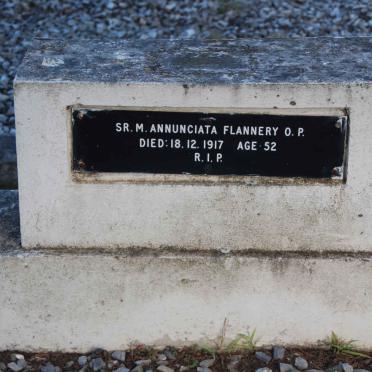 SR. M. ANNUNCIATA FLANNERY O. P.
DIED: 18. 12. 1917 AGE 52
R. I. P.